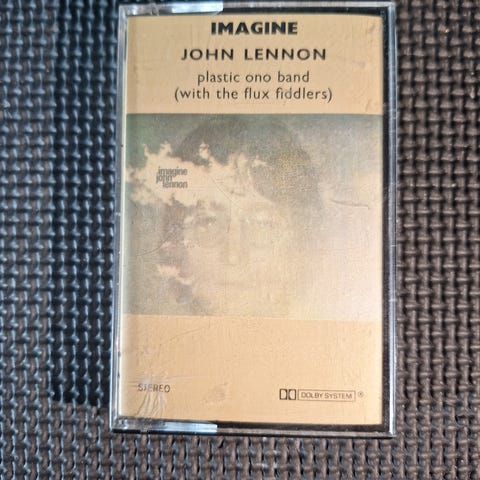 IMAGINE
JOHN LENNON
plastic ono band
(with the flux fiddlers)
imagine
john
lennon
STEREO
DOLBY SYSTEM ®